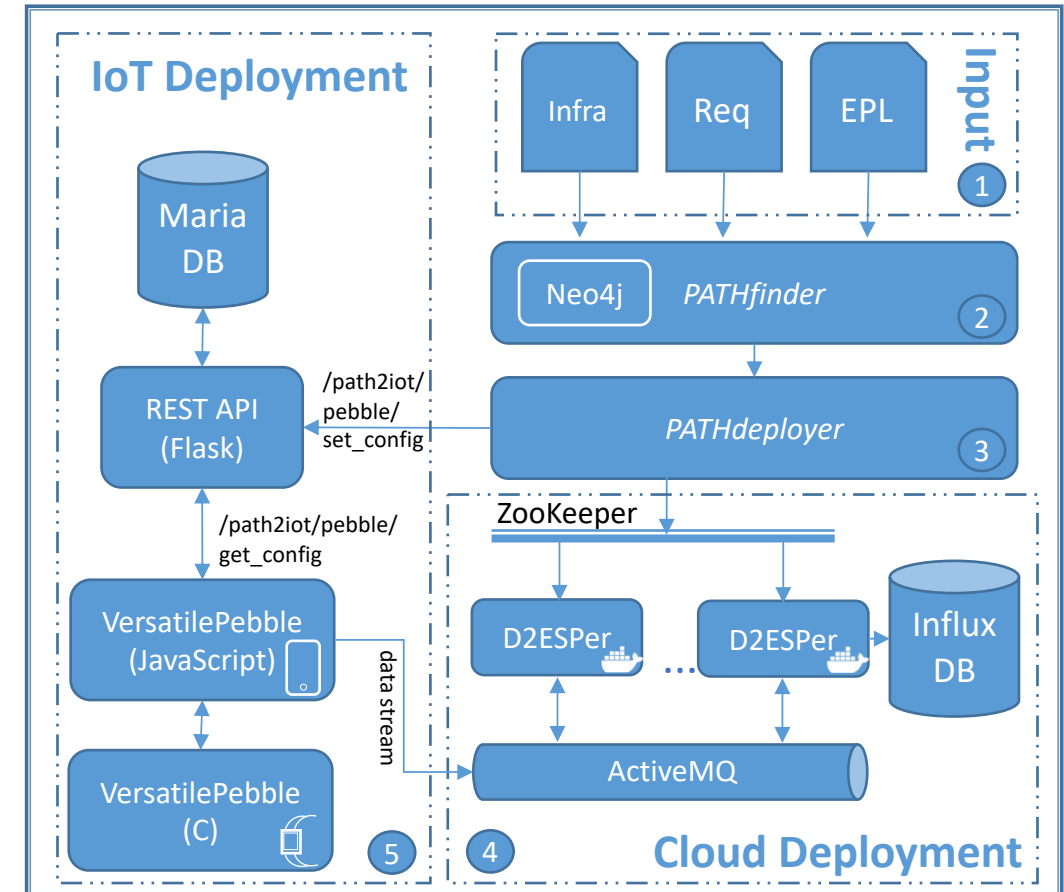 IoT Deployment
Maria
DB
REST API
(Flask)
/path2iot/pebble/
get_config
VersatilePebble
(JavaScript)
VersatilePebble
(C)
5
/path2iot/
pebble/
set_config
data stream
Input
Infra
Req
EPL
1
Neo4j
PATHfinder
2
PATHdeployer
3
ZooKeeper
D2ESPer
...
D2ESPer
Influx
DB
ActiveMQ
4
Cloud Deployment